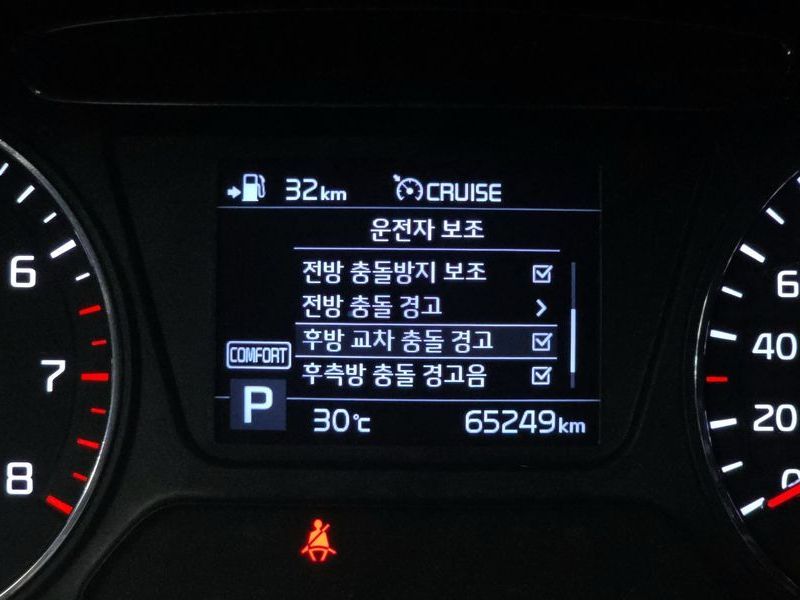 32km CRUISE
운전자 보조
전방 충돌방지 보조
전방 충돌 경고
후방 교차 충돌 경고
COMFORT
후측방 충돌 경고음
P
30℃ 65249km
6
7
8
6
40
20
0